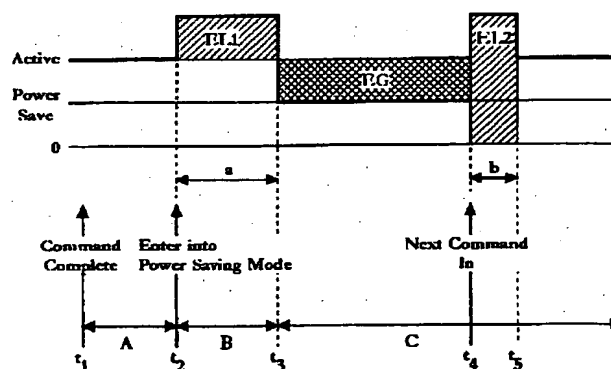 EL1
EL2
Active
EG
Power
Save
0
a
b
Command
Complete
Enter into
Power Saving Mode
Next Command
In
A
B
C
t1
t2
t3
t4
t5